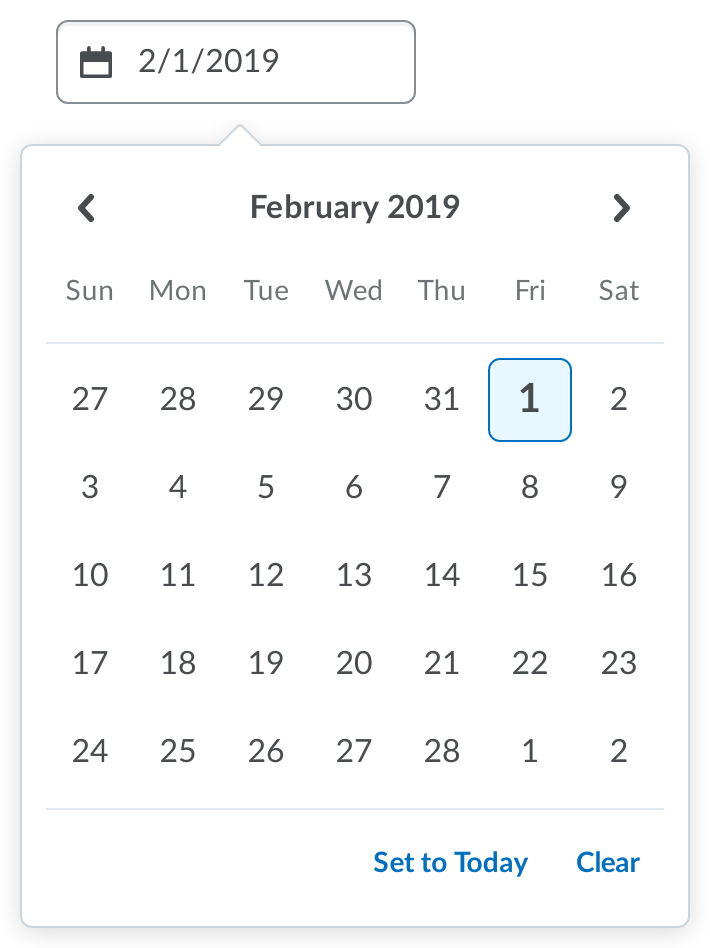 2/1/2019
February 2019
Sun Mon Tue Wed Thu Fri Sat
27 28 29 30 31 1 2
3 4 5 6 7 8 9
10 11 12 13 14 15 16
17 18 19 20 21 22 23
24 25 26 27 28 1 2
Set to Today Clear